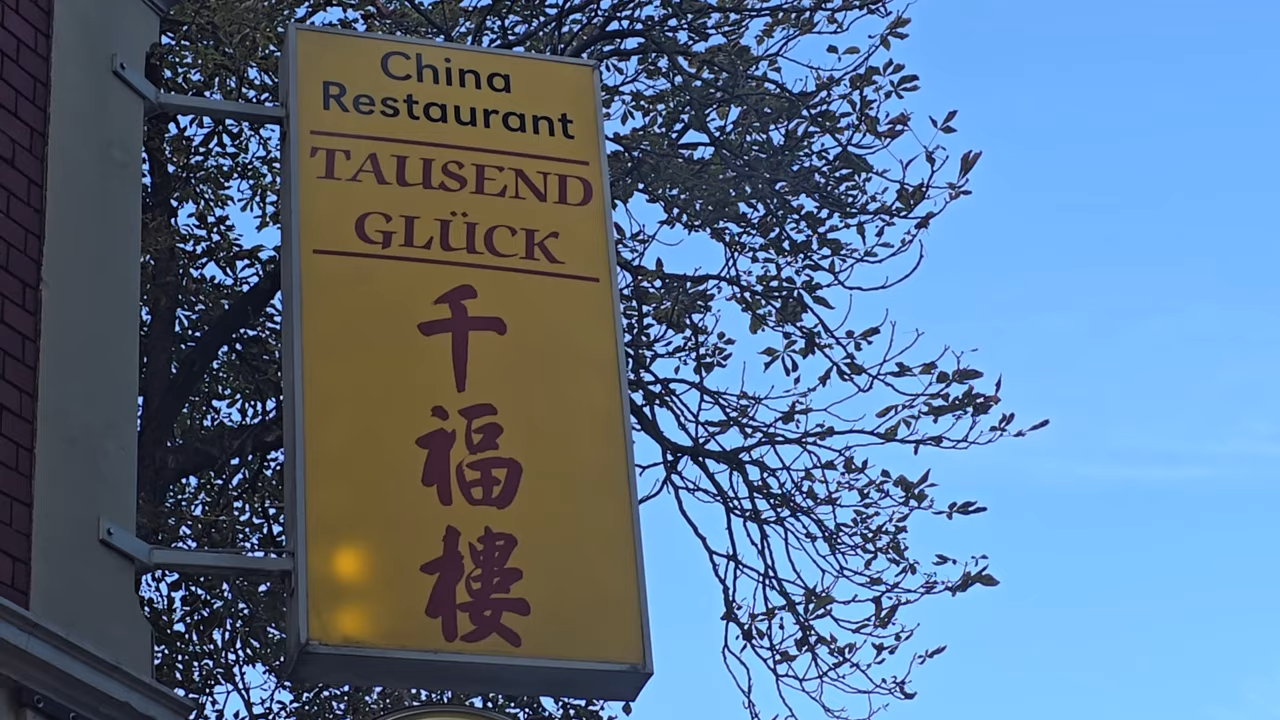 China
Restaurant
TAUSEND
GLÜCK
千
福
樓